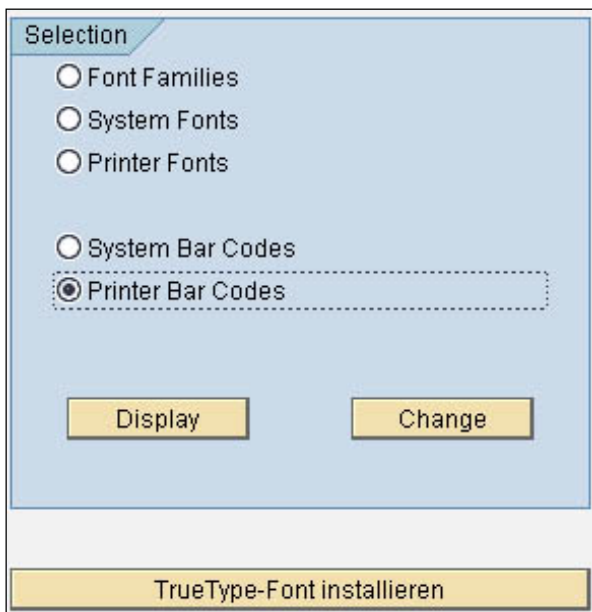 Selection
Font Families
System Fonts
Printer Fonts
System Bar Codes
Printer Bar Codes
Display Change
TrueType-Font installieren